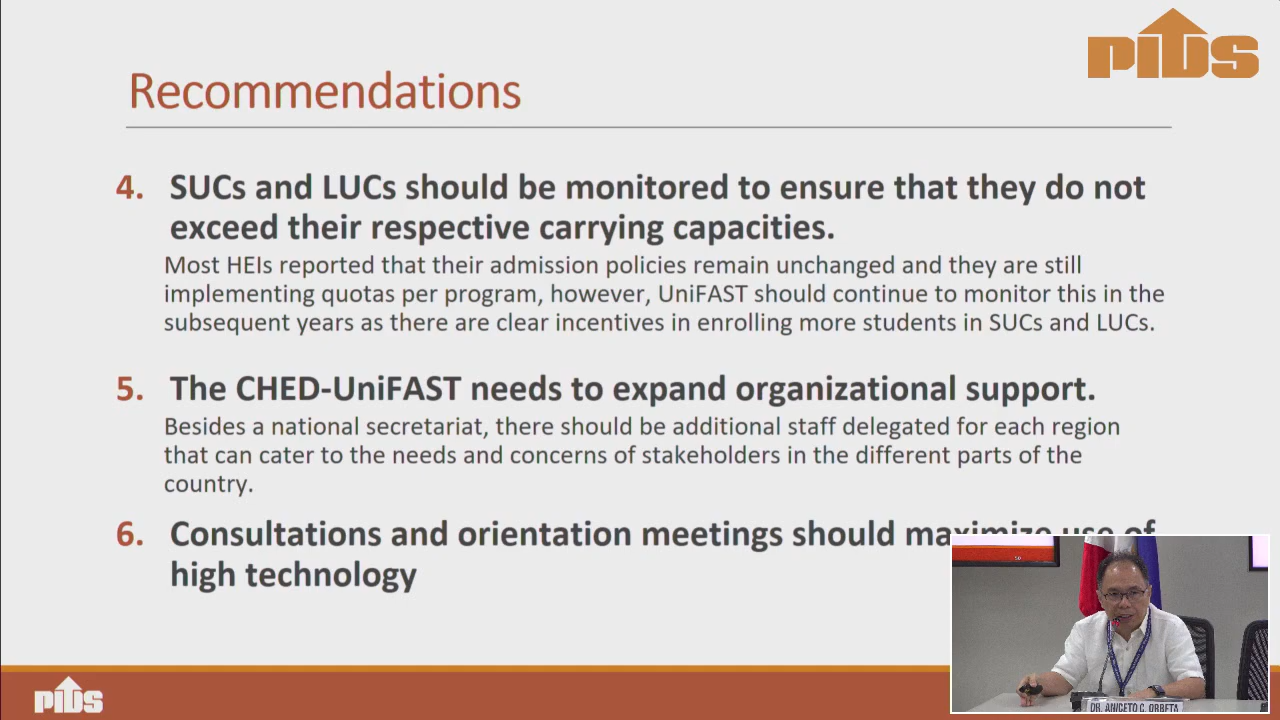 PIDS
Recommendations
4. SUCs and LUCs should be monitored to ensure that they do not
exceed their respective carrying capacities.
Most HEIs reported that their admission policies remain unchanged and they are still
implementing quotas per program, however, UniFAST should continue to monitor this in the
subsequent years as there are clear incentives in enrolling more students in SUCs and LUCs.
5. The CHED-UniFAST needs to expand organizational support.
Besides a national secretariat, there should be additional staff delegated for each region
that can cater to the needs and concerns of stakeholders in the different parts of the
country.
6. Consultations and orientation meetings should maximize use of
high technology
PIDS
DR. ANICETO C. ORBETA